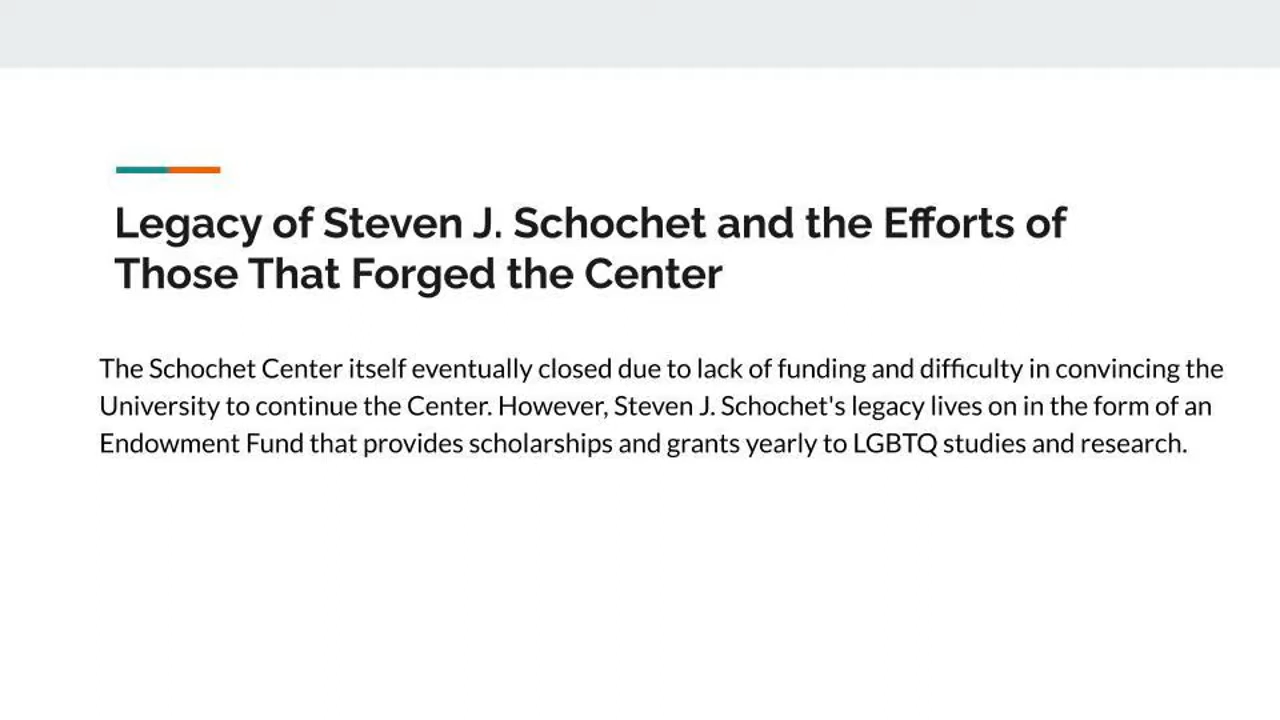 Legacy of Steven J. Schochet and the Efforts of
Those That Forged the Center
The Schochet Center itself eventually closed due to lack of funding and difficulty in convincing the
University to continue the Center. However, Steven J. Schochet's legacy lives on in the form of an
Endowment Fund that provides scholarships and grants yearly to LGBTQ studies and research.